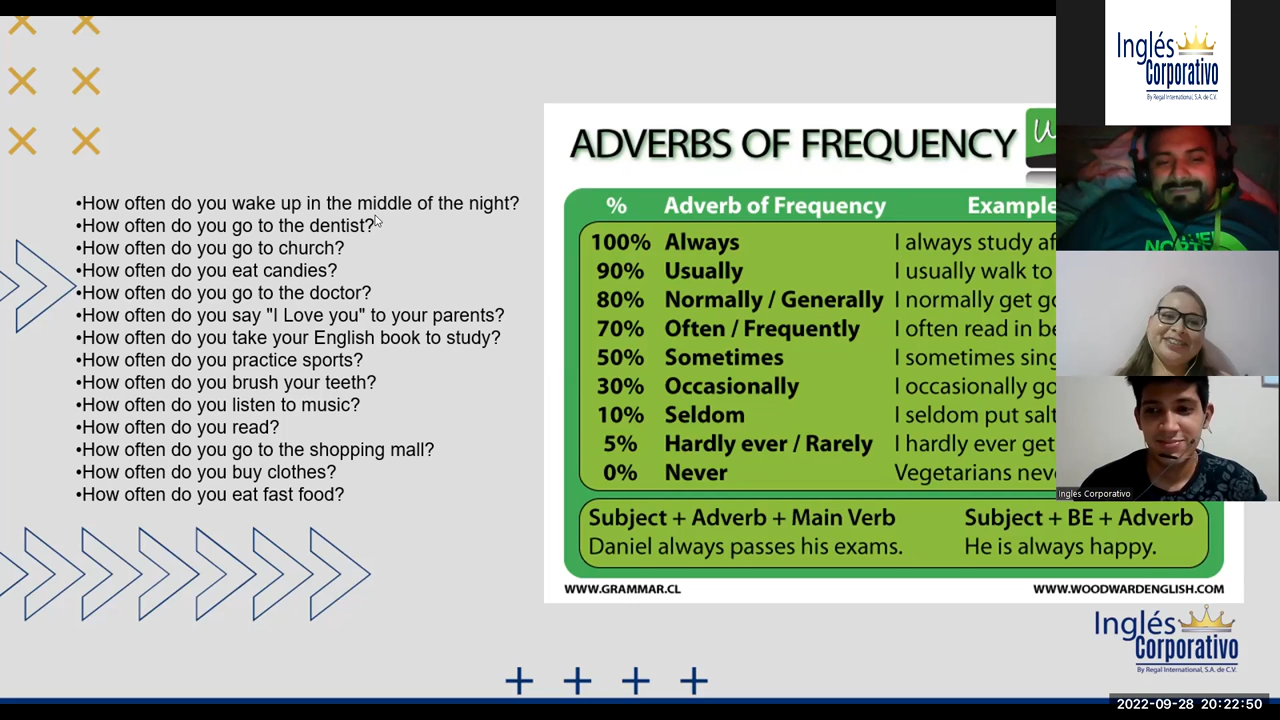 •How often do you wake up in the middle of the night?
•How often do you go to the dentist?
•How often do you go to church?
•How often do you eat candies?
•How often do you go to the doctor?
•How often do you say "I Love you" to your parents?
•How often do you take your English book to study?
•How often do you practice sports?
•How often do you brush your teeth?
•How often do you listen to music?
•How often do you read?
•How often do you go to the shopping mall?
•How often do you buy clothes?
•How often do you eat fast food?
ADVERBS OF FREQUENCY
% Adverb of Frequency Example
100% Always I always study
90% Usually I usually walk to
80% Normally / Generally I normally get
70% Often / Frequently I often read in
50% Sometimes I sometimes
30% Occasionally I occasionally
10% Seldom I seldom put
5% Hardly ever / Rarely I hardly ever get
0% Never Vegetarians
Subject + Adverb + Main Verb Subject + BE + Adverb
Daniel always passes his exams. He is always happy.
WWW.GRAMMAR.CL WWW.WOODWARDENGLISH.COM
Inglés
Corporativo
By Regal International, S.A. de C.V.
Inglés Corporativo
Inglés
Corporativo
By Regal International, S.A. de C.V.
2022-09-28 20:22:50